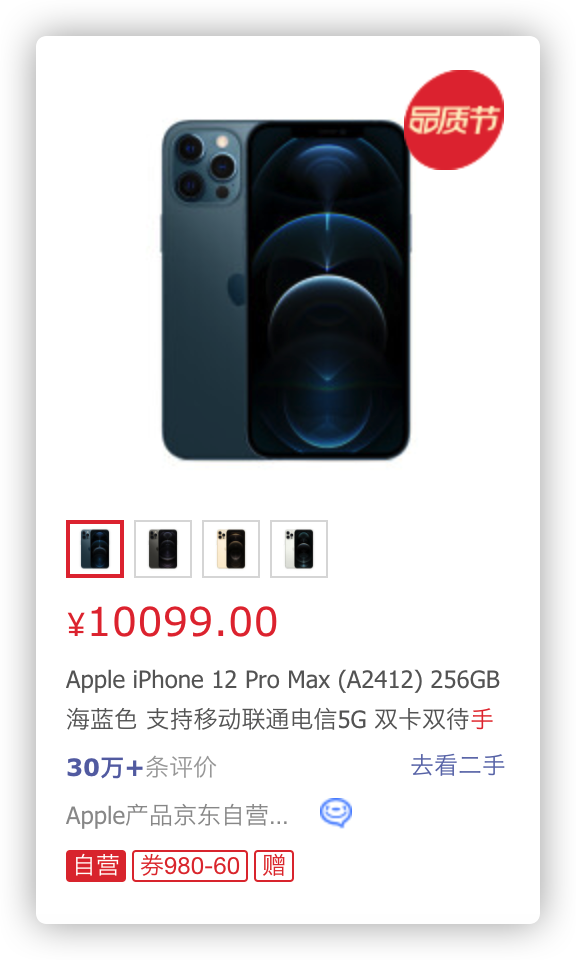 品质节
¥10099.00
Apple iPhone 12 Pro Max (A2412) 256GB
海蓝色 支持移动联通电信5G 双卡双待手
30万+条评价 去看二手
Apple产品京东自营...
自营 券980-60 赠